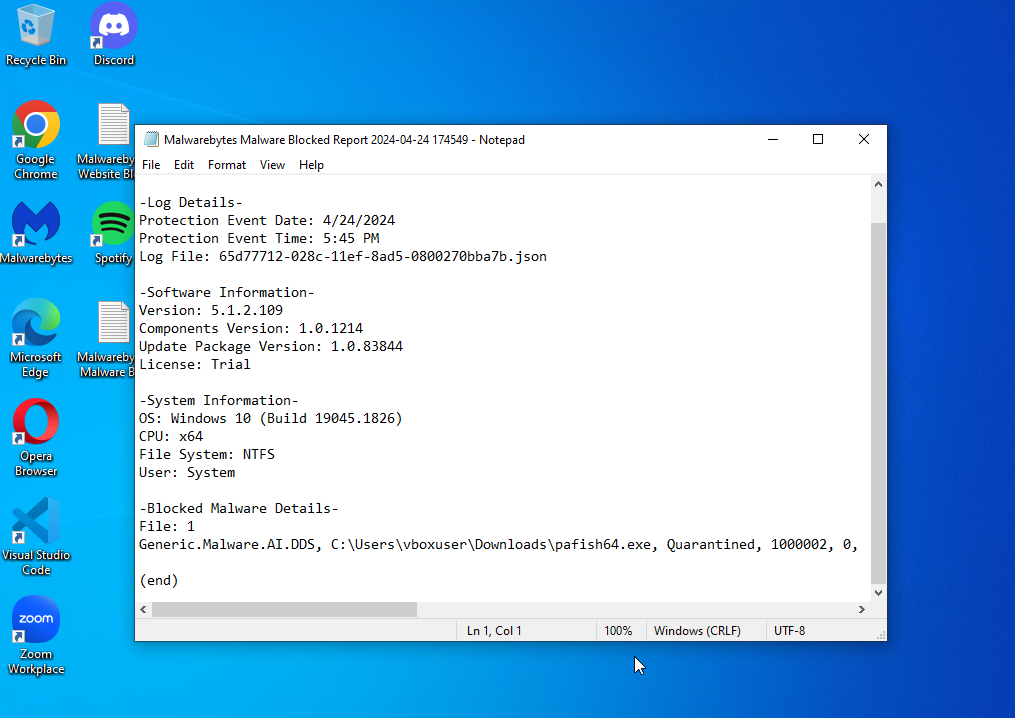 Recycle Bin
Discord
Google
Chrome
Malwareby
Website Bl
Malwarebytes
Spotify
Microsoft
Edge
Malwareby
Malware B
Opera
Browser
Visual Studio
Code
zoom
Zoom
Workplace
Malwarebytes Malware Blocked Report 2024-04-24 174549 - Notepad
File Edit Format View Help
-Log Details-
Protection Event Date: 4/24/2024
Protection Event Time: 5:45 PM
Log File: 65d77712-028c-11ef-8ad5-0800270bba7b.json
-Software Information-
Version: 5.1.2.109
Components Version: 1.0.1214
Update Package Version: 1.0.83844
License: Trial
-System Information-
OS: Windows 10 (Build 19045.1826)
CPU: x64
File System: NTFS
User: System
-Blocked Malware Details-
File: 1
Generic.Malware.AI.DDS, C:\Users\vboxuser\Downloads\pafish64.exe, Quarantined, 1000002, 0,
(end)
Ln 1, Col 1 100% Windows (CRLF) UTF-8